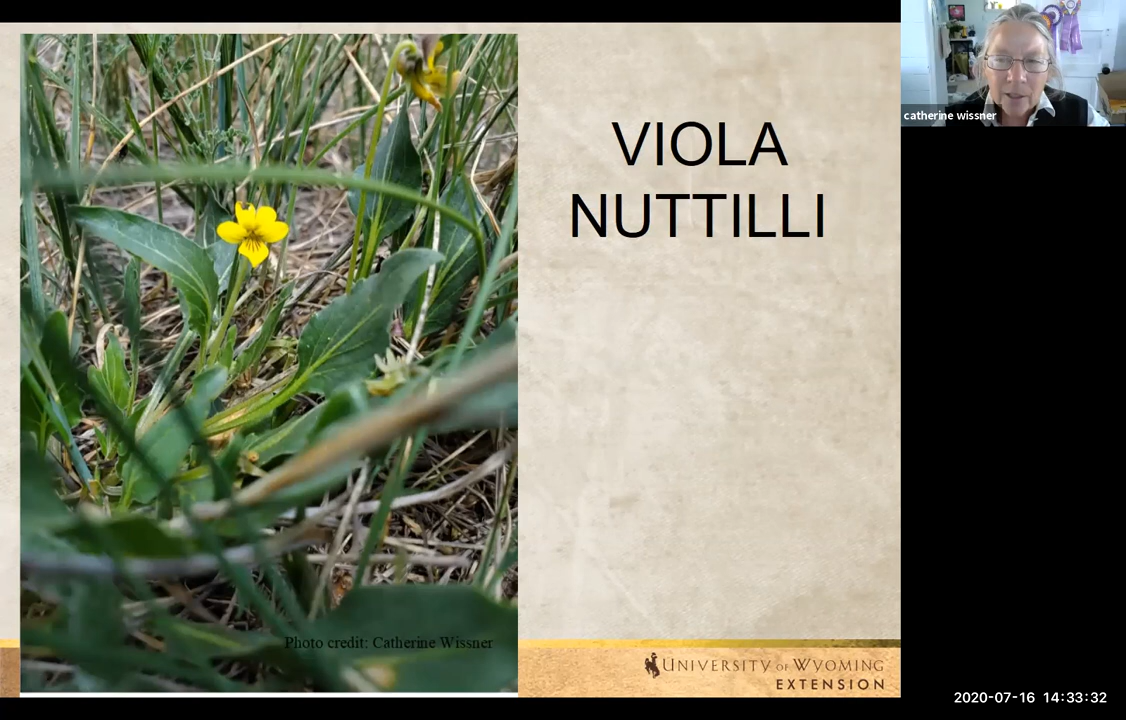 VIOLA
NUTTILLI
catherine wissner
Photo credit: Catherine Wissner
UNIVERSITY OF WYOMING
EXTENSION
2020-07-16 14:33:32